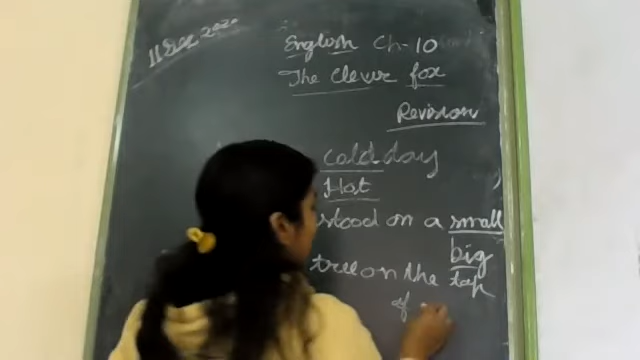 11 Dec 2020
English Ch-10
The Clever fox
Revision
cold day
Hot
stood on a small
big
tree on the top
of